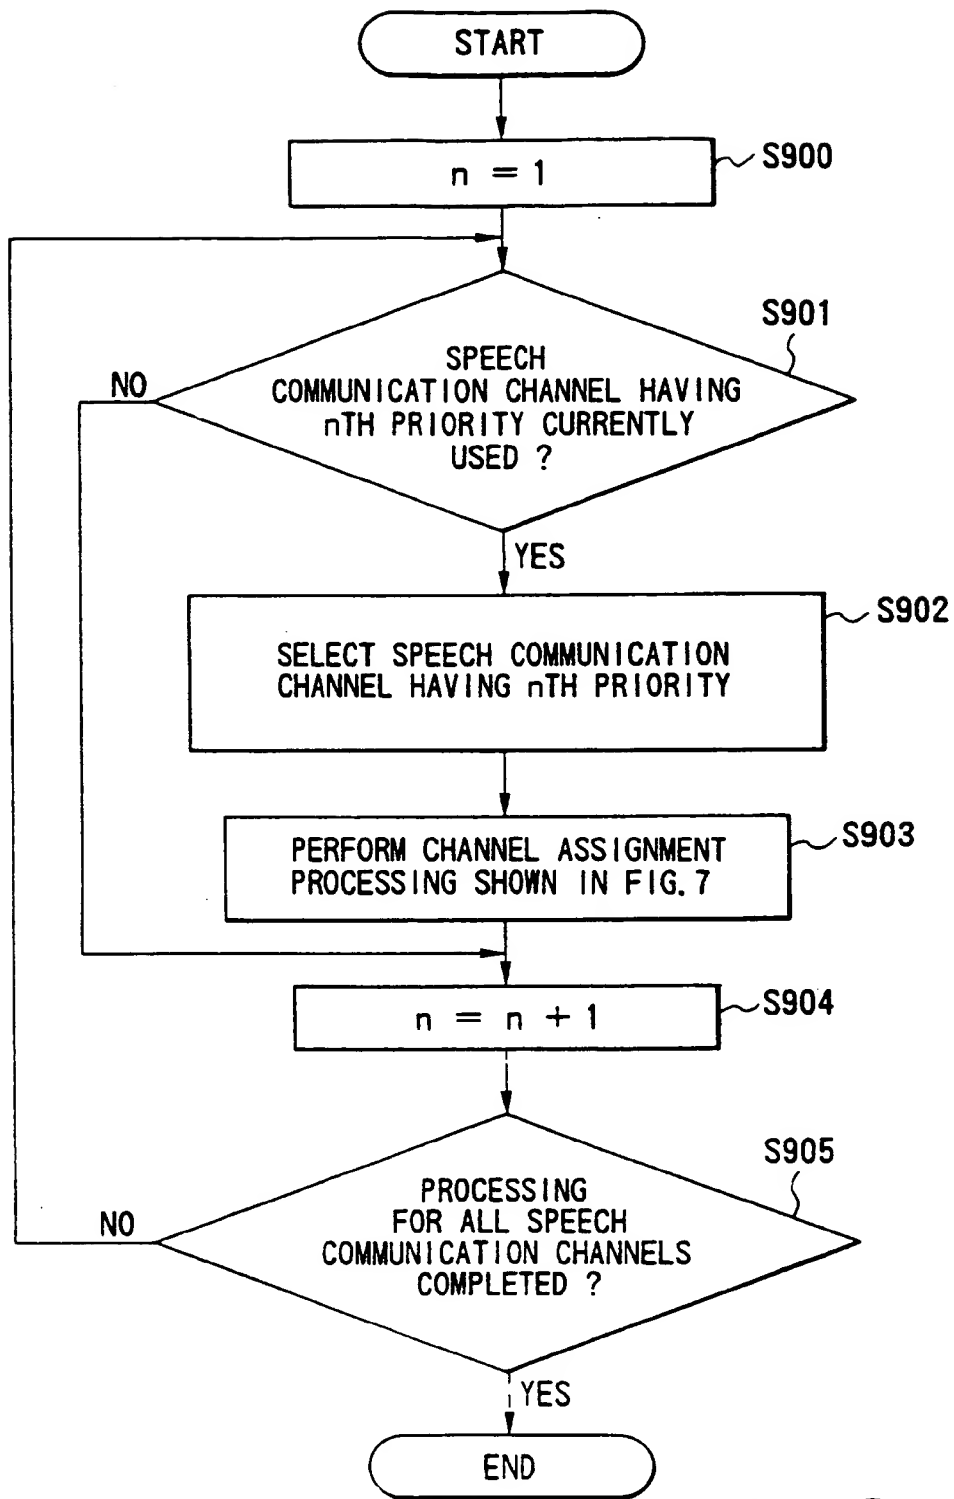 START
n = 1
S900
S901
SPEECH
COMMUNICATION CHANNEL HAVING
nTH PRIORITY CURRENTLY
USED ?
NO
YES
S902
SELECT SPEECH COMMUNICATION
CHANNEL HAVING nTH PRIORITY
S903
PERFORM CHANNEL ASSIGNMENT
PROCESSING SHOWN IN FIG. 7
n = n + 1
S904
S905
PROCESSING
FOR ALL SPEECH
COMMUNICATION CHANNELS
COMPLETED ?
NO
YES
END